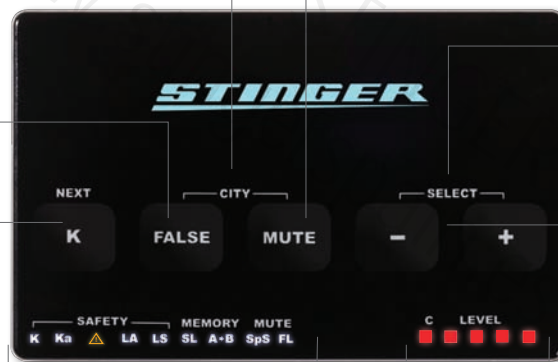 STINGER
NEXT CITY SELECT
K FALSE MUTE - +
SAFETY MEMORY MUTE C LEVEL
K Ka LA LS SL A+B SpS FL